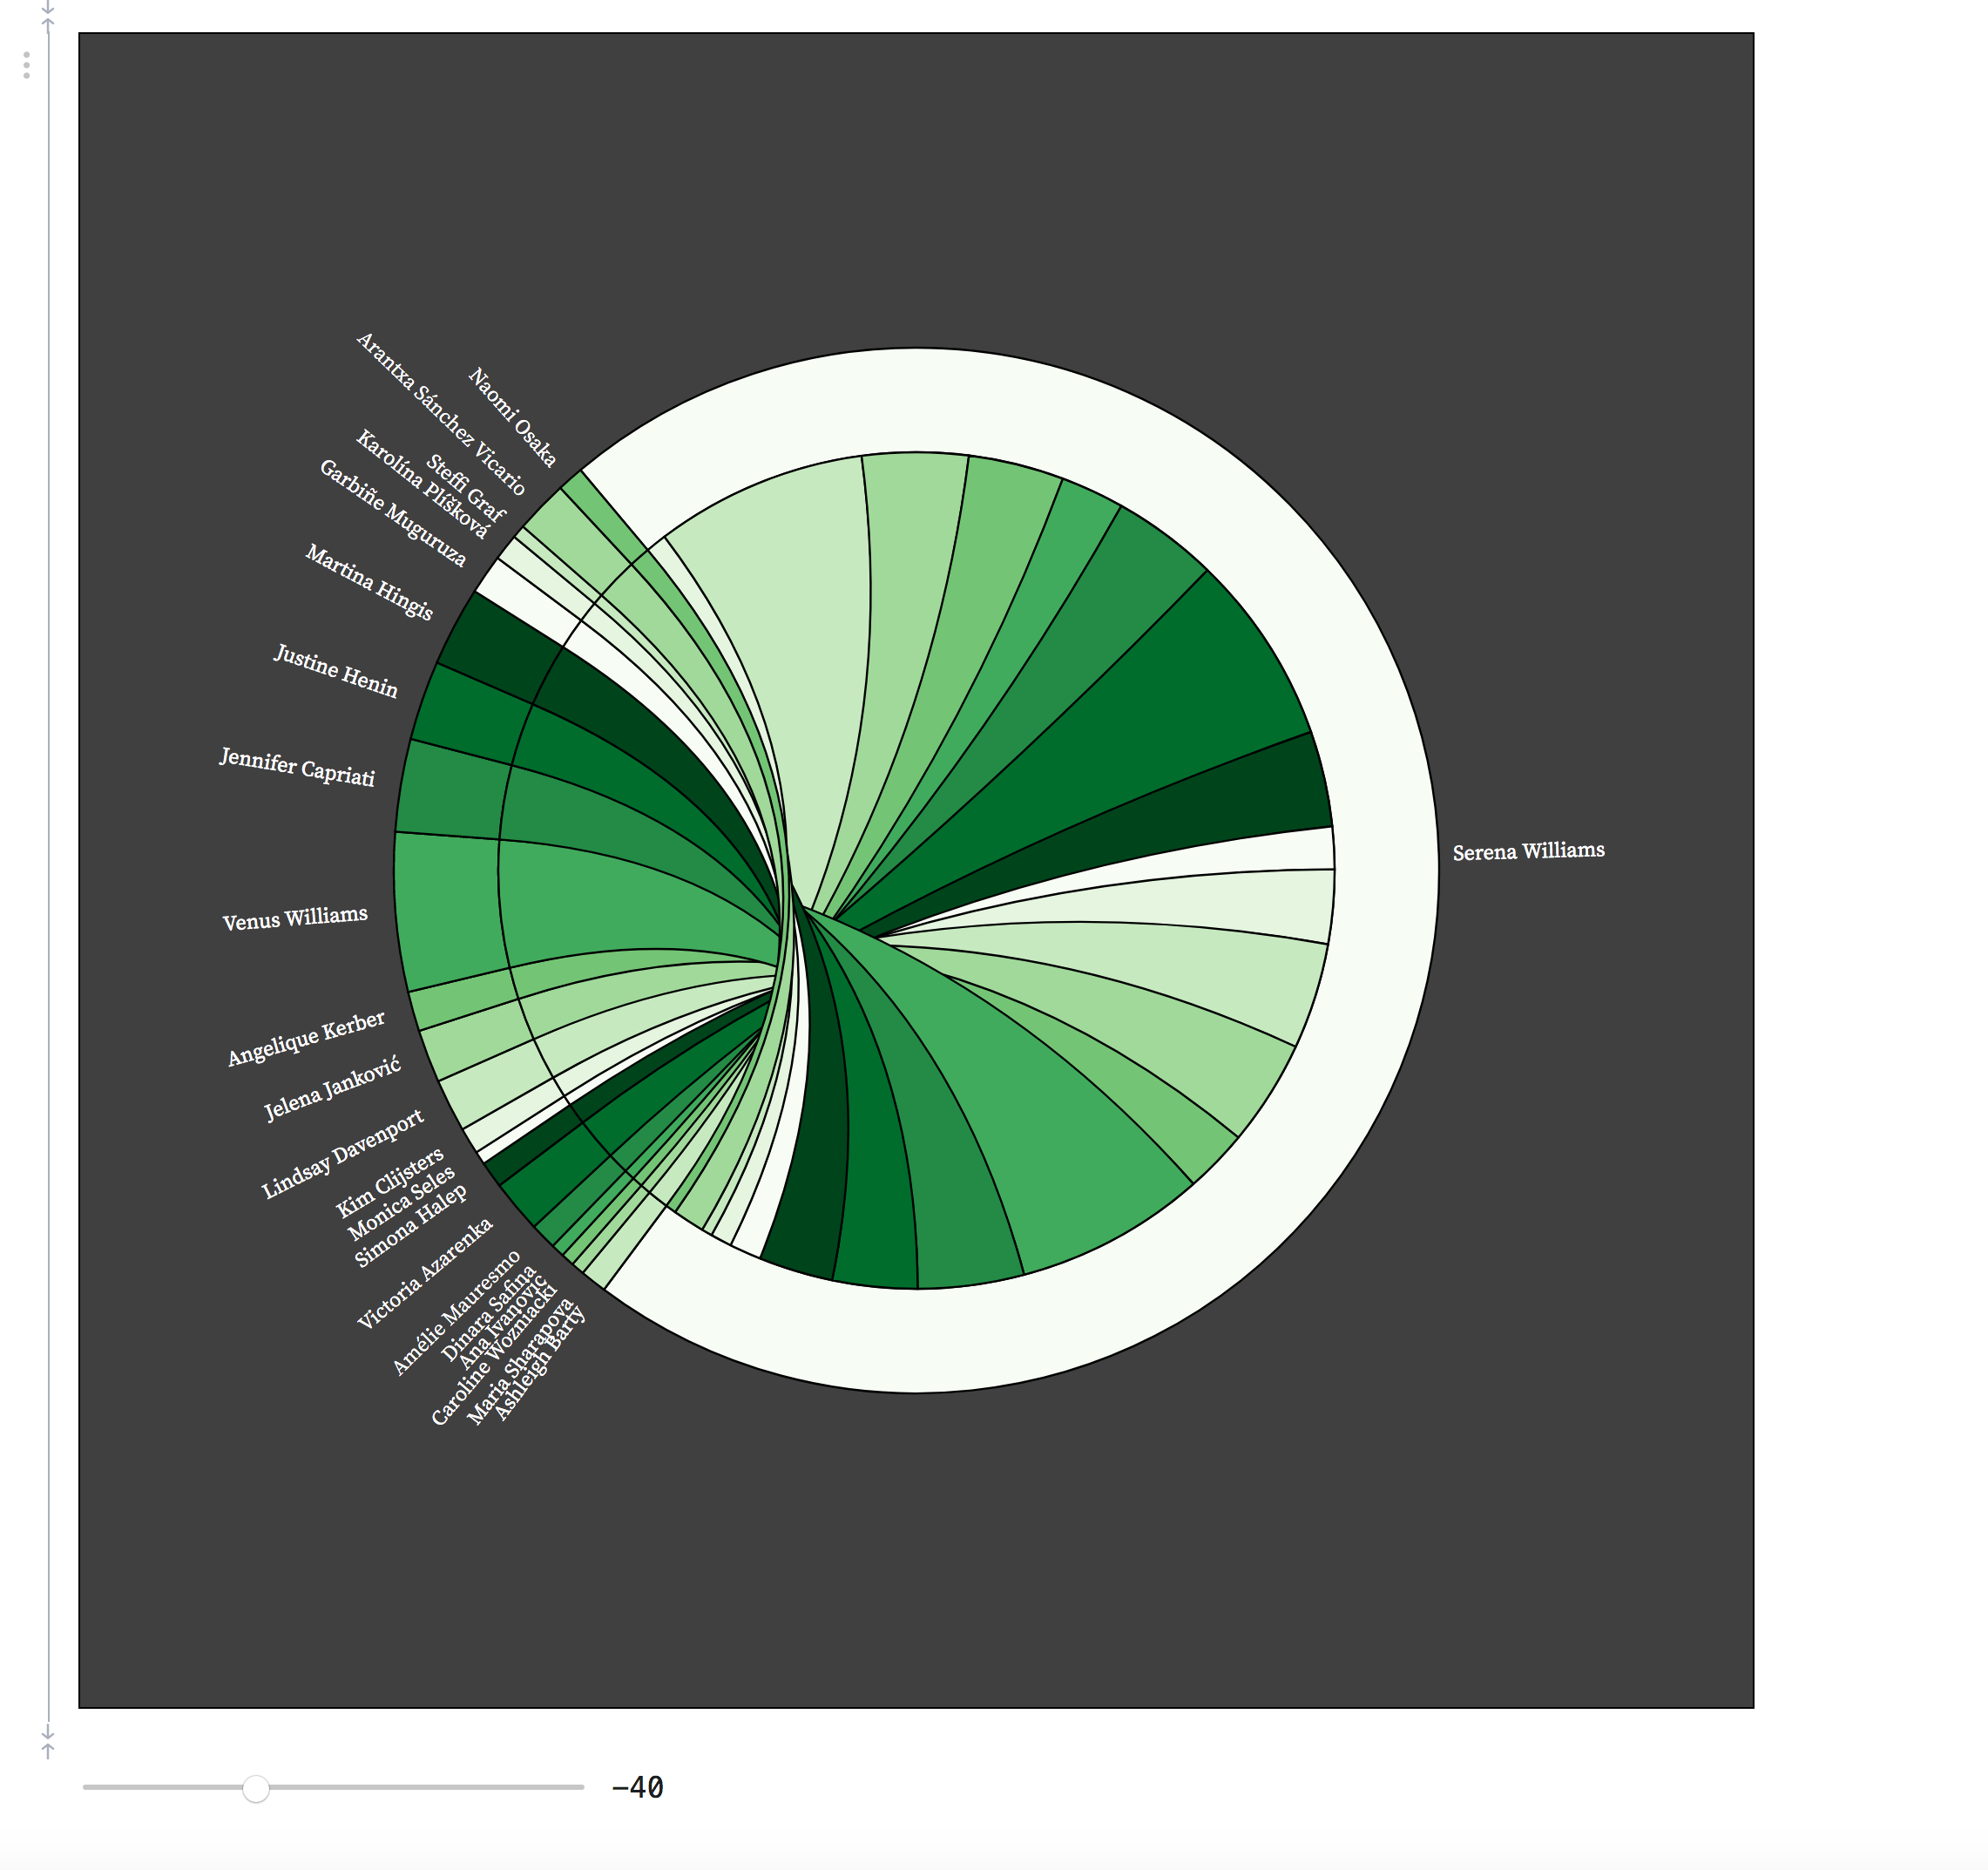 Naomi Osaka
Arantxa Sánchez Vicario
Steffi Graf
Karolína Plíšková
Garbiñe Muguruza
Martina Hingis
Justine Henin
Jennifer Capriati
Serena Williams
Venus Williams
Angelique Kerber
Jelena Janković
Lindsay Davenport
Kim Clijsters
Monica Seles
Simona Halep
Victoria Azarenka
Amélie Mauresmo
Dinara Safina
Ana Ivanovic
Caroline Wozniacki
Maria Sharapova
Ashleigh Barty
−40